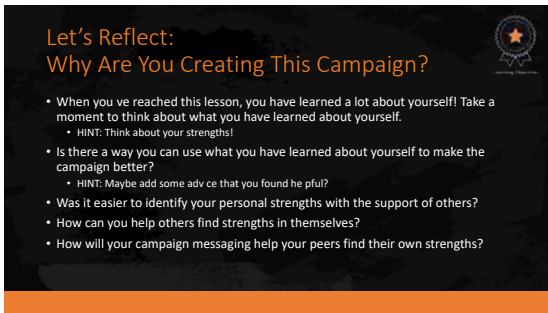 Let's Reflect:
Why Are You Creating This Campaign?
• When you ve reached this lesson, you have learned a lot about yourself! Take a
moment to think about what you have learned about yourself.
• HINT: Think about your strengths!
• Is there a way you can use what you have learned about yourself to make the
campaign better?
• HINT: Maybe add some adv ce that you found he pful?
• Was it easier to identify your personal strengths with the support of others?
• How can you help others find strengths in themselves?
• How will your campaign messaging help your peers find their own strengths?
Learning Objective